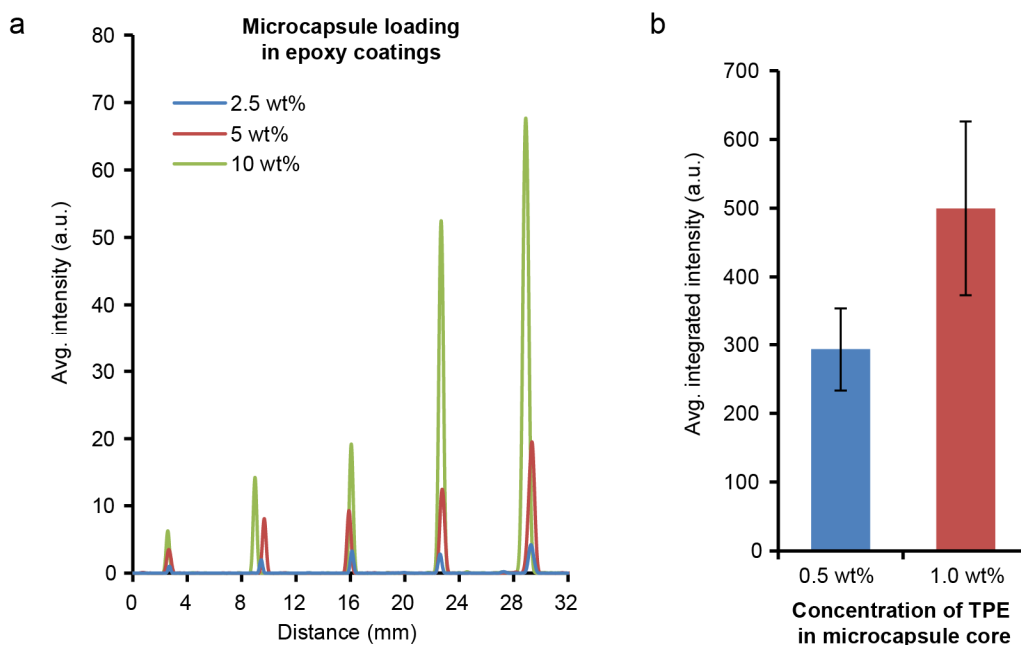 a
Microcapsule loading
in epoxy coatings
2.5 wt%
5 wt%
10 wt%
80
70
60
50
40
30
20
10
0
Avg. intensity (a.u.)
0 4 8 12 16 20 24 28 32
Distance (mm)
b
700
600
500
400
300
200
100
0
Avg. integrated intensity (a.u.)
0.5 wt% 1.0 wt%
Concentration of TPE
in microcapsule core